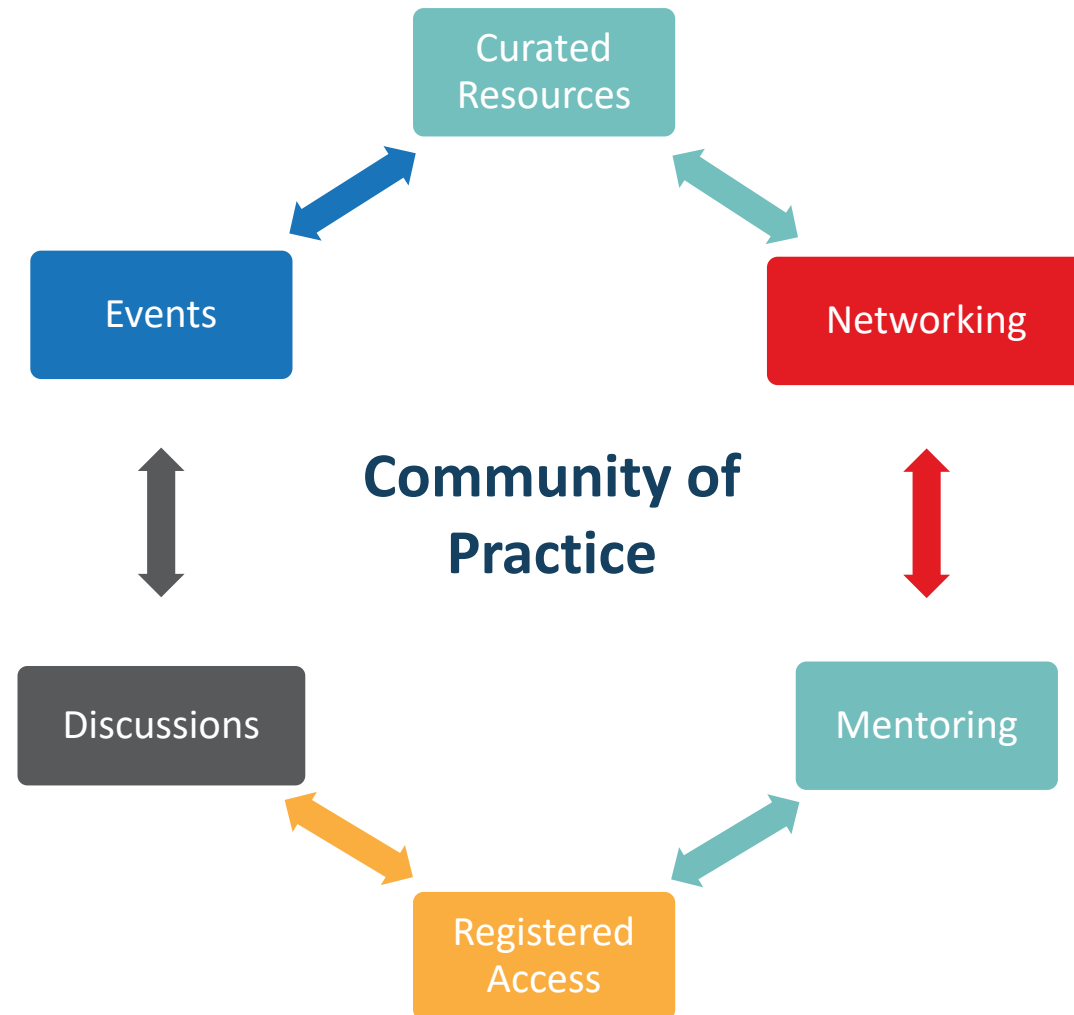 Curated
Resources
Events
Networking
Community of
Practice
Discussions
Mentoring
Registered
Access